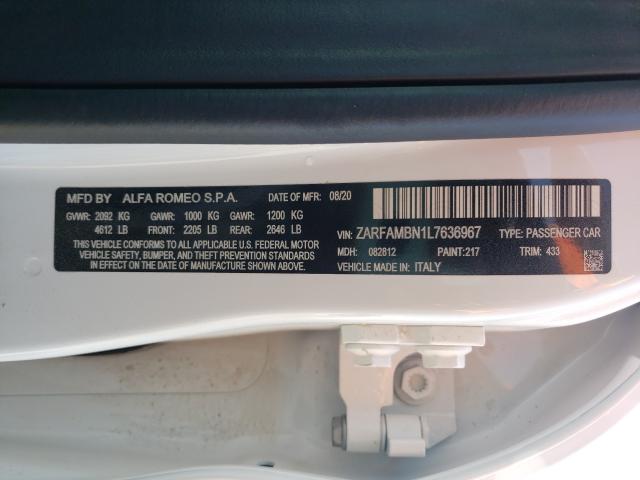 MFD BY ALFA ROMEO S.P.A. DATE OF MFR: 08/20
GVWR: 2092 KG GAWR: 1000 KG GAWR: 1200 KG
4612 LB FRONT: 2205 LB REAR: 2646 LB
THIS VEHICLE CONFORMS TO ALL APPLICABLE U.S.FEDERAL MOTOR
VEHICLE SAFETY, BUMPER, AND THEFT PREVENTION STANDARDS
IN EFFECT ON THE DATE OF MANUFACTURE SHOWN ABOVE.
VIN: ZARFAMBN1L7636967 TYPE: PASSENGER CAR
MDH: 082812 PAINT:217 TRIM: 433
VEHICLE MADE IN: ITALY